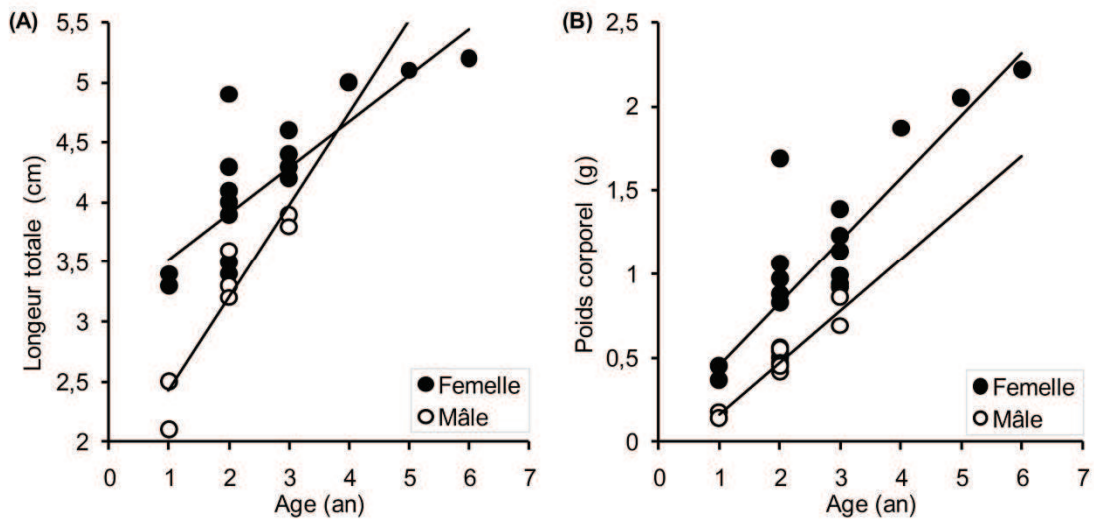 (A)
5,5
5
4,5
4
3,5
3
2,5
2
Longeur totale (cm)
0 1 2 3 4 5 6 7
Age (an)
Femelle
Mâle
(B)
2,5
2
1,5
1
0,5
0
Poids corporel (g)
0 1 2 3 4 5 6 7
Age (an)
Femelle
Mâle